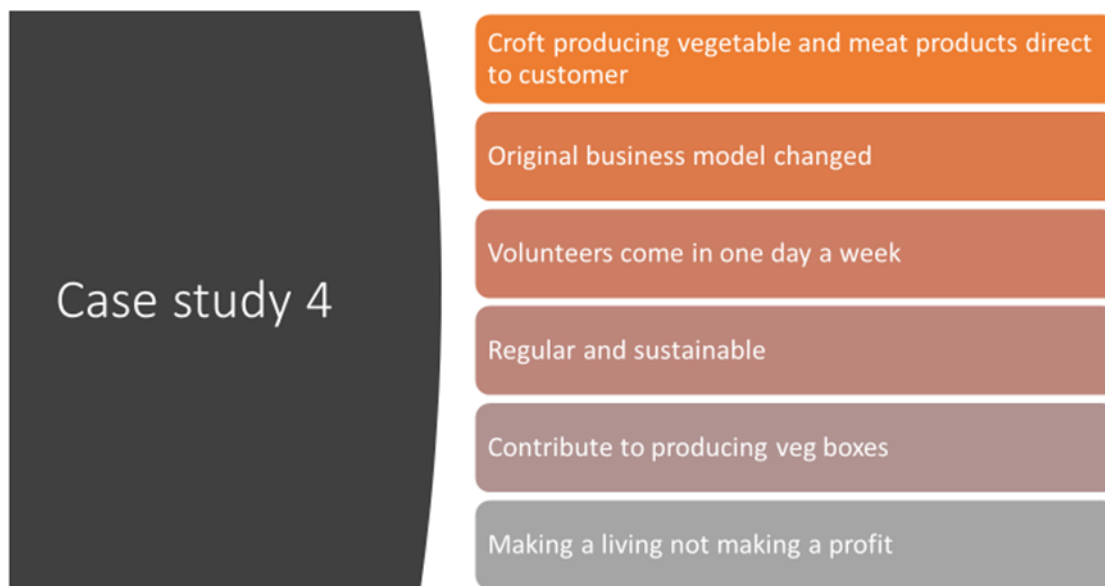 Case study 4
Croft producing vegetable and meat products direct
to customer
Original business model changed
Volunteers come in one day a week
Regular and sustainable
Contribute to producing veg boxes
Making a living not making a profit